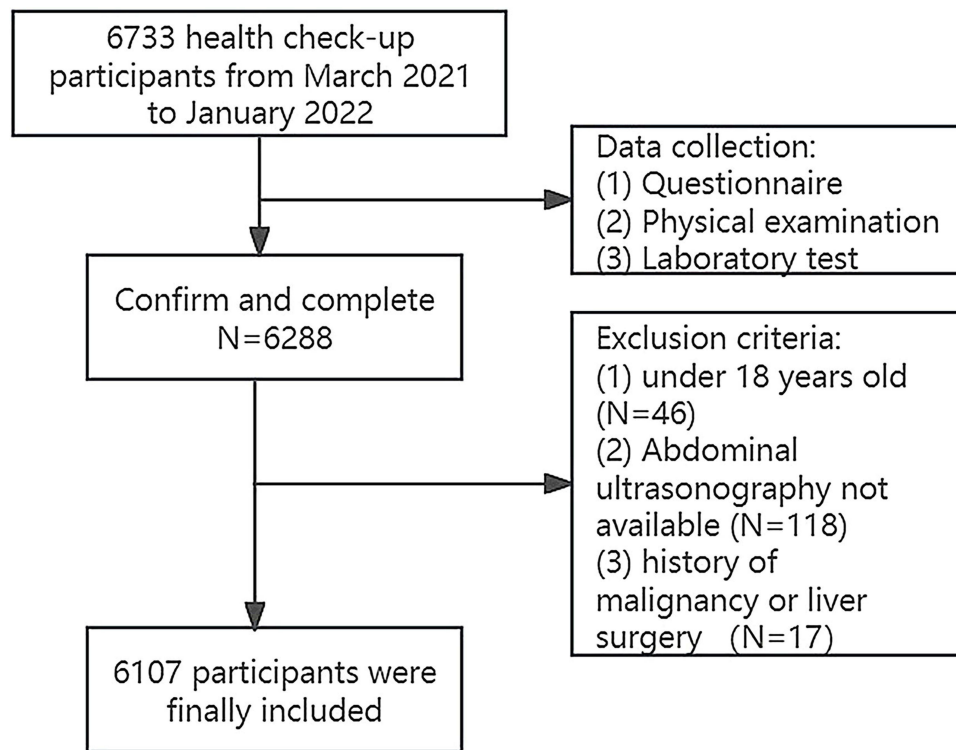 6733 health check-up
participants from March 2021
to January 2022
Data collection:
(1) Questionnaire
(2) Physical examination
(3) Laboratory test
Confirm and complete
N=6288
Exclusion criteria:
(1) under 18 years old
(N=46)
(2) Abdominal
ultrasonography not
available (N=118)
(3) history of
malignancy or liver
surgery (N=17)
6107 participants were
finally included